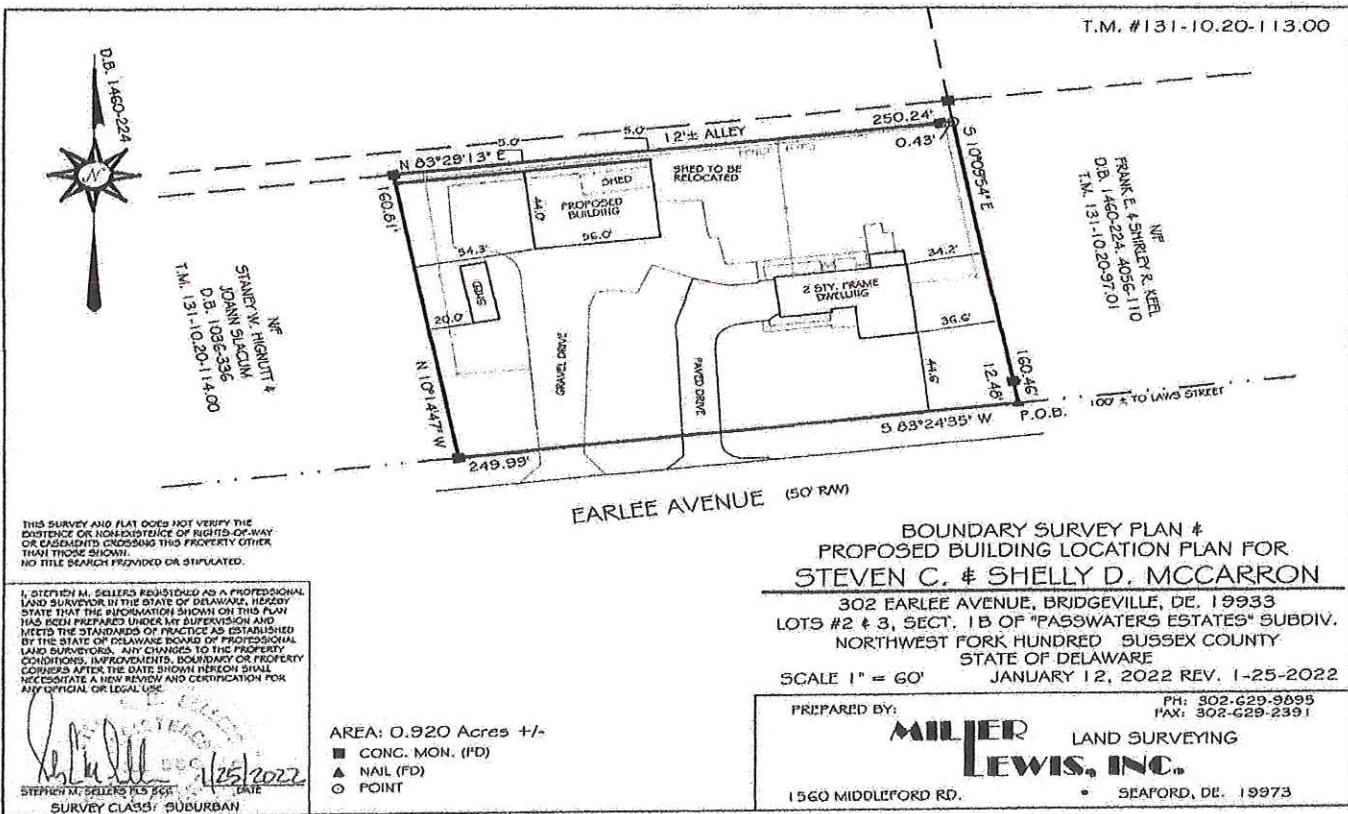 T.M. #131-10.20-113.00
D.B. 1460-224
N
N 83°29'13" E
5.0'
5.0'
12'± ALLEY
250.24'
0.43'
S 10°09'54" E
160.81'
SHED TO BE
RELOCATED
SHED
PROPOSED
BUILDING
44.0'
56.0'
54.3'
SHED
20.0'
34.2'
2 STY. FRAME
DWELLING
36.6'
44.6'
12.48'
160.46'
N/F
FRANK E. & SHIRLEY R. KEEL
D.B. 1460-224, 4056-110
T.M. 131-10.20-97.01
N/F
STANEY W. HIGNUTT &
JOANN SLACUM
D.B. 1036-336
T.M. 131-10.20-114.00
N 10°14'47" W
GRAVEL DRIVE
PAVED DRIVE
S 83°24'35" W
P.O.B.
100' ± TO LAWS STREET
249.99'
EARLEE AVENUE (50' R/W)
THIS SURVEY AND PLAT DOES NOT VERIFY THE
EXISTENCE OR NON-EXISTENCE OF RIGHTS-OF-WAY
OR EASEMENTS CROSSING THIS PROPERTY OTHER
THAN THOSE SHOWN.
NO TITLE SEARCH PROVIDED OR STIPULATED.
I, STEPHEN M. SELLERS REGISTERED AS A PROFESSIONAL
LAND SURVEYOR IN THE STATE OF DELAWARE, HEREBY
STATE THAT THE INFORMATION SHOWN ON THIS PLAN
HAS BEEN PREPARED UNDER MY SUPERVISION AND
MEETS THE STANDARDS OF PRACTICE AS ESTABLISHED
BY THE STATE OF DELAWARE BOARD OF PROFESSIONAL
LAND SURVEYORS. ANY CHANGES TO THE PROPERTY
CONDITIONS, IMPROVEMENTS, BOUNDARY OR PROPERTY
CORNERS AFTER THE DATE SHOWN HEREON SHALL
NECESSITATE A NEW REVIEW AND CERTIFICATION FOR
ANY OFFICIAL OR LEGAL USE.
1/25/2022
STEPHEN M. SELLERS PLS DATE
SURVEY CLASS: SUBURBAN
AREA: 0.920 Acres +/-
CONC. MON. (FD)
NAIL (FD)
POINT
BOUNDARY SURVEY PLAN &
PROPOSED BUILDING LOCATION PLAN FOR
STEVEN C. & SHELLY D. MCCARRON
302 EARLEE AVENUE, BRIDGEVILLE, DE. 19933
LOTS #2 & 3, SECT. 1B OF "PASSWATERS ESTATES" SUBDIV.
NORTHWEST FORK HUNDRED SUSSEX COUNTY
STATE OF DELAWARE
SCALE 1" = 60' JANUARY 12, 2022 REV. 1-25-2022
PREPARED BY:
PH: 302-629-9895
FAX: 302-629-2391
MILLER
LEWIS, INC.
LAND SURVEYING
1560 MIDDLEFORD RD. • SEAFORD, DE. 19973